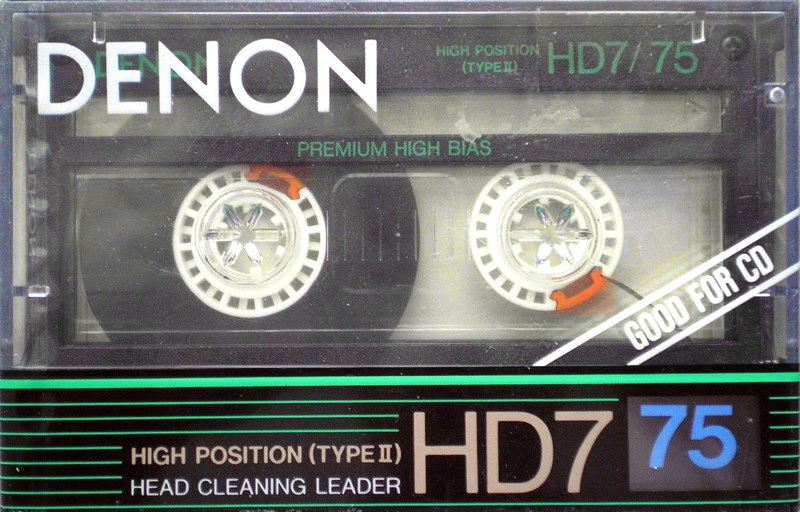 DENON
HIGH POSITION
(TYPE II)
HD7/75
PREMIUM HIGH BIAS
GOOD FOR CD
HIGH POSITION (TYPE II)
HEAD CLEANING LEADER
HD7
75